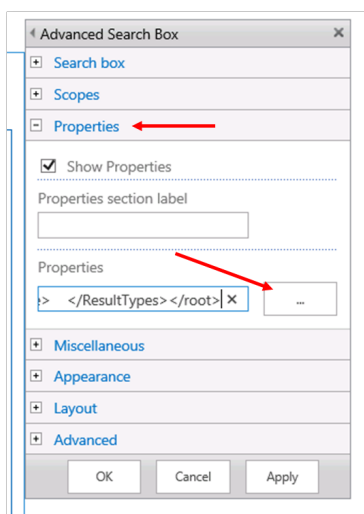 Advanced Search Box
Search box
Scopes
Properties
Show Properties
Properties section label
Properties
></ResultTypes></root>
...
Miscellaneous
Appearance
Layout
Advanced
OK Cancel Apply